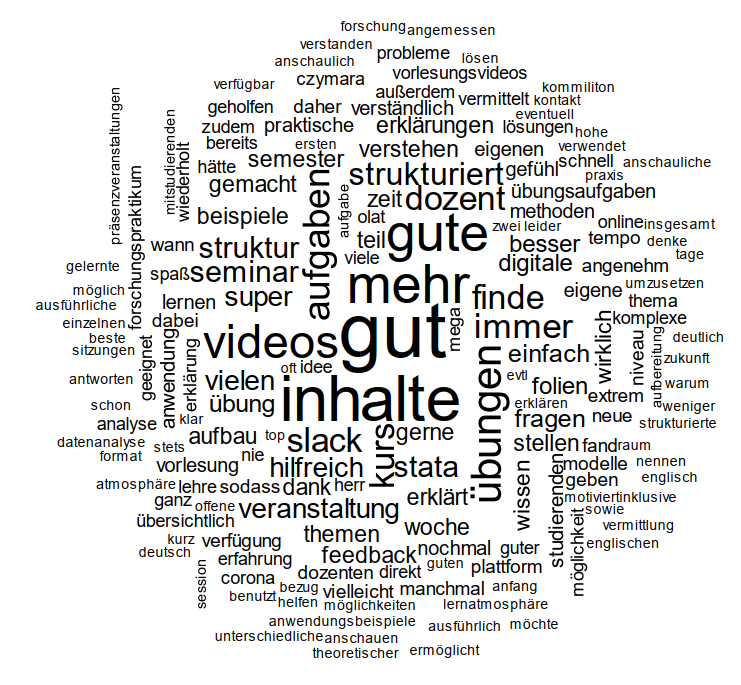 forschung angemessen
verstanden
anschaulich probleme lösen
verfügbar czymara vorlesungsvideos
außerdem kommiliton
geholfen daher verständlich vermittelt kontakt
eventuell
zudem praktische erklärungen lösungen hohe
bereits ersten verstehen eigenen verwendet
hätte semester strukturiert gefühl schnell anschauliche
praxis
gemacht zeit dozent übungsaufgaben
präsenzveranstaltungen
mitstudierenden
wiederholt
forschungspraktikum
aufgaben
aufgabe
beispiele olat methoden
teil gute zwei leider online insgesamt
wann struktur viele besser tempo denke
gelernte spaß seminar digitale angenehm tage
möglich mehr umzusetzen
ausführliche lernen super finde eigene thema
einzelnen dabei mega immer komplexe
beste videos gut wirklich niveau deutlich
sitzungen geeignet anwendung erklärung einfach aufbereitung zukunft
oft idee evtl
antworten vielen inhalte folien warum
schon übung übungen erklären extrem weniger
analyse klar fragen neue strukturierte
datenanalyse stets aufbau top slack kurs gerne stellen fand raum
format nie
vorlesung hilfreich stata modelle nennen
atmosphäre lehre sodass dank herr wissen studierenden geben englisch
ganz offene erklärt motiviert inklusive
übersichtlich veranstaltung sowie
kurz themen woche möglichkeit vermittlung
deutsch verfügung feedback nochmal guter englischen
erfahrung guten plattform
session corona dozenten direkt
benutzt bezug vielleicht manchmal anfang
helfen möglichkeiten lernatmosphäre
anwendungsbeispiele ausführlich möchte
unterschiedliche anschauen
theoretischer ermöglicht